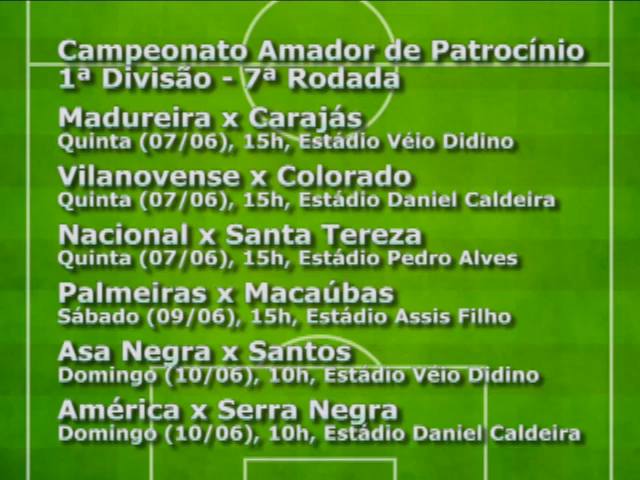 Campeonato Amador de Patrocínio
1ª Divisão - 7ª Rodada
Madureira x Carajás
Quinta (07/06), 15h, Estádio Véio Didino
Vilanovense x Colorado
Quinta (07/06), 15h, Estádio Daniel Caldeira
Nacional x Santa Tereza
Quinta (07/06), 15h, Estádio Pedro Alves
Palmeiras x Macaúbas
Sábado (09/06), 15h, Estádio Assis Filho
Asa Negra x Santos
Domingo (10/06), 10h, Estádio Véio Didino
América x Serra Negra
Domingo (10/06), 10h, Estádio Daniel Caldeira